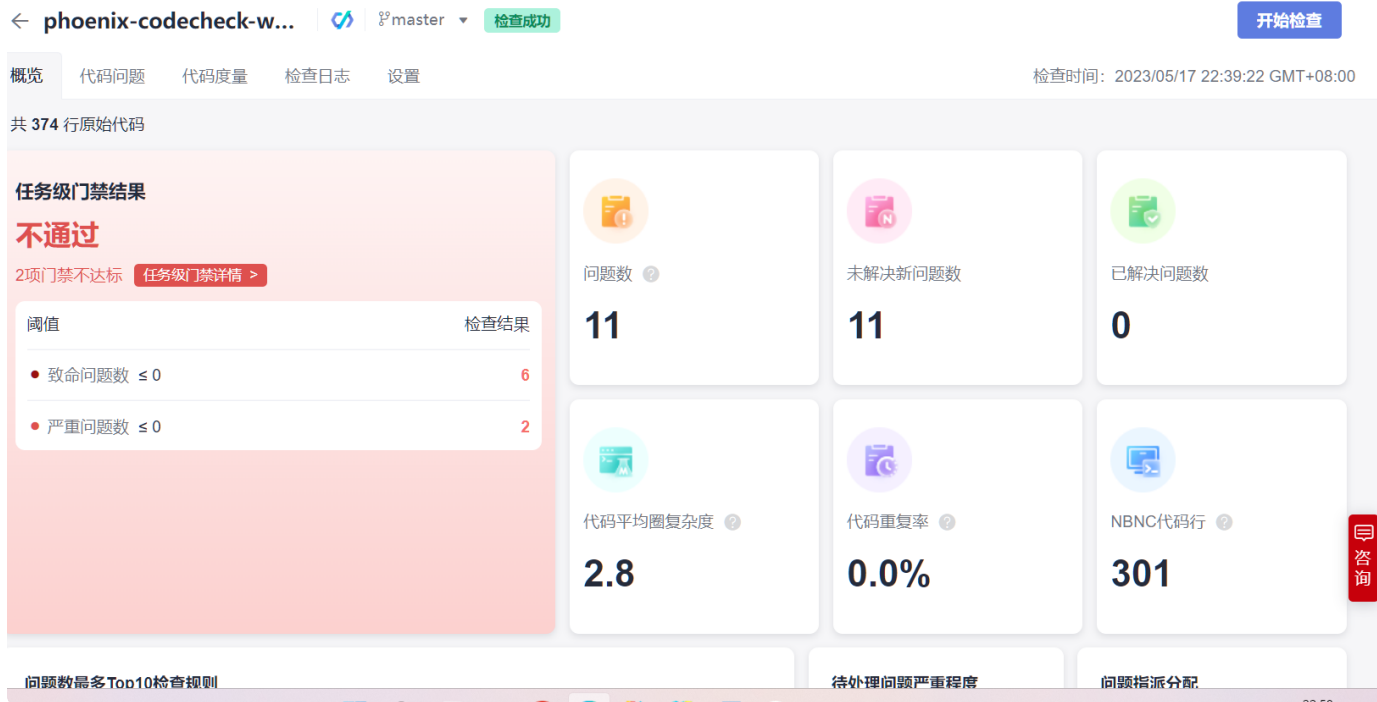 phoenix-codecheck-w... master 检查成功 开始检查
概览 代码问题 代码度量 检查日志 设置 检查时间：2023/05/17 22:39:22 GMT+08:00
共 374 行原始代码
任务级门禁结果
不通过
2项门禁不达标 任务级门禁详情 >
阈值 检查结果
致命问题数 ≤ 0 6
严重问题数 ≤ 0 2
问题数
11
未解决新问题数
11
已解决问题数
0
代码平均圈复杂度
2.8
代码重复率
0.0%
NBNC代码行
301
咨询
问题数最多Top10检查规则 待处理问题严重程度 问题指派分配